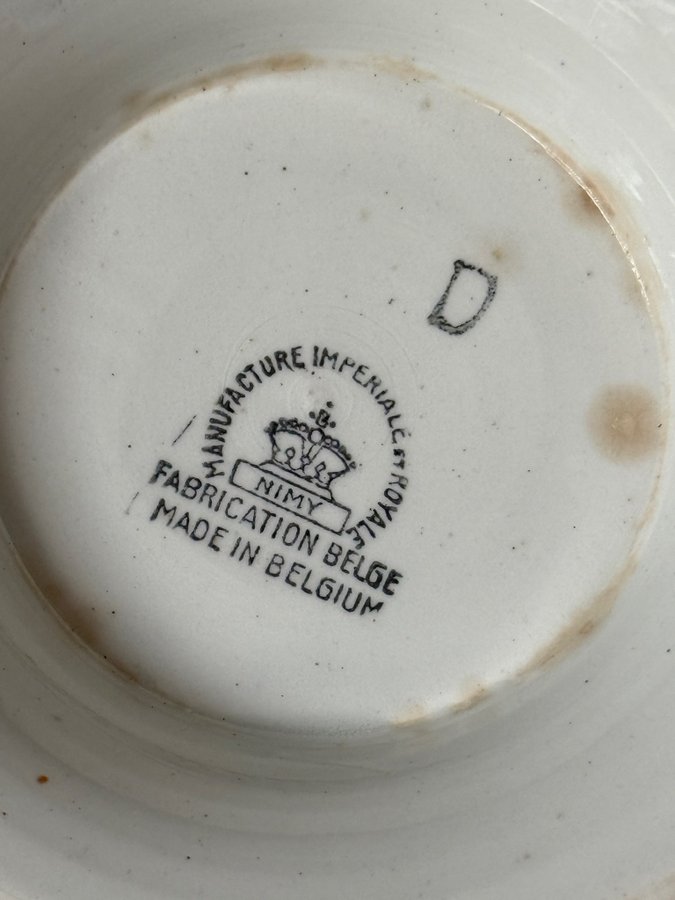 D
MANUFACTURE IMPERIALE ET ROYALE
NIMY
FABRICATION BELGE
MADE IN BELGIUM